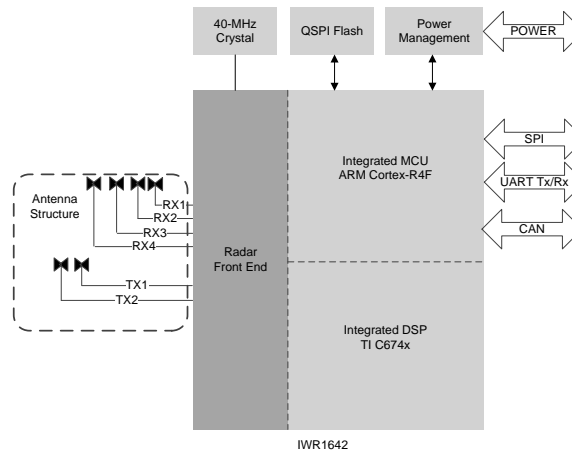 40-MHz
Crystal
QSPI Flash
Power
Management
POWER
Integrated MCU
ARM Cortex-R4F
SPI
UART Tx/Rx
CAN
Antenna
Structure
RX1
RX2
RX3
RX4
Radar
Front End
TX1
TX2
Integrated DSP
TI C674x
IWR1642